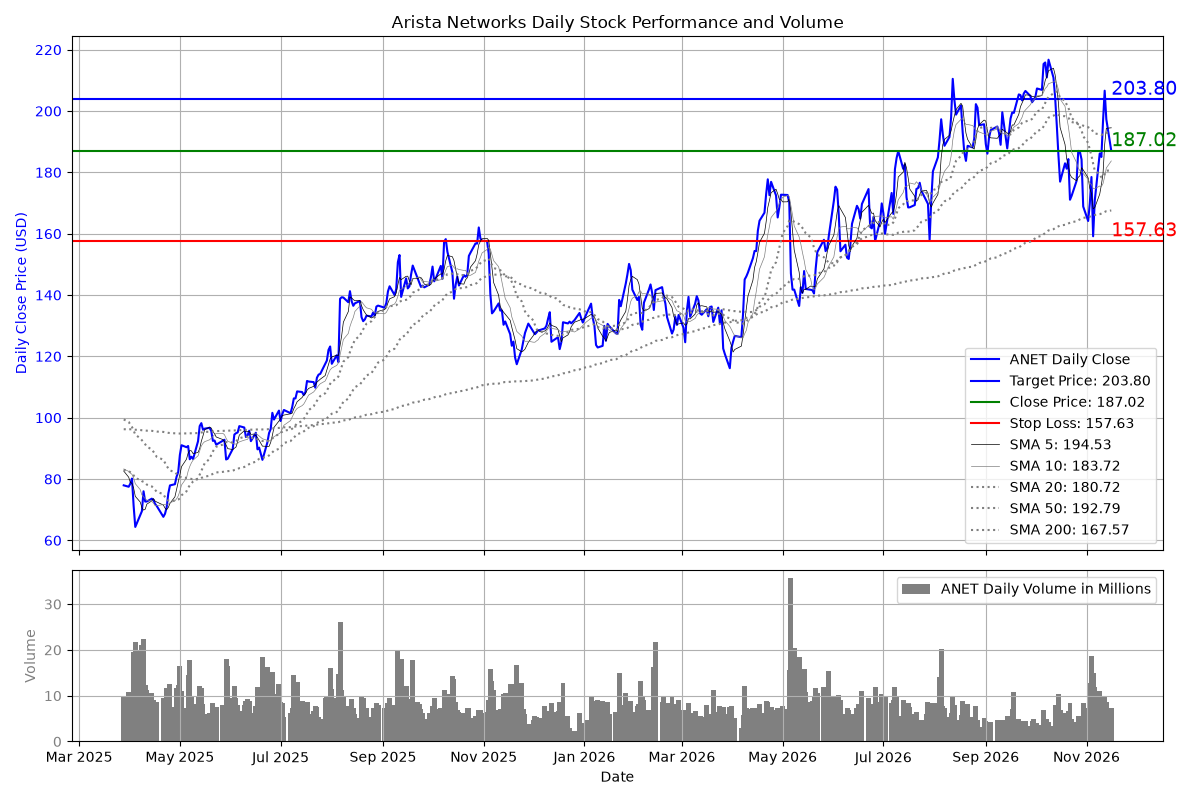 Arista Networks Daily Stock Performance and Volume
220
200
180
160
140
120
100
80
60
Daily Close Price (USD)
203.80
187.02
157.63
ANET Daily Close
Target Price: 203.80
Close Price: 187.02
Stop Loss: 157.63
SMA 5: 194.53
SMA 10: 183.72
SMA 20: 180.72
SMA 50: 192.79
SMA 200: 167.57
ANET Daily Volume in Millions
30
20
10
0
Volume
Mar 2025 May 2025 Jul 2025 Sep 2025 Nov 2025 Jan 2026 Mar 2026 May 2026 Jul 2026 Sep 2026 Nov 2026
Date